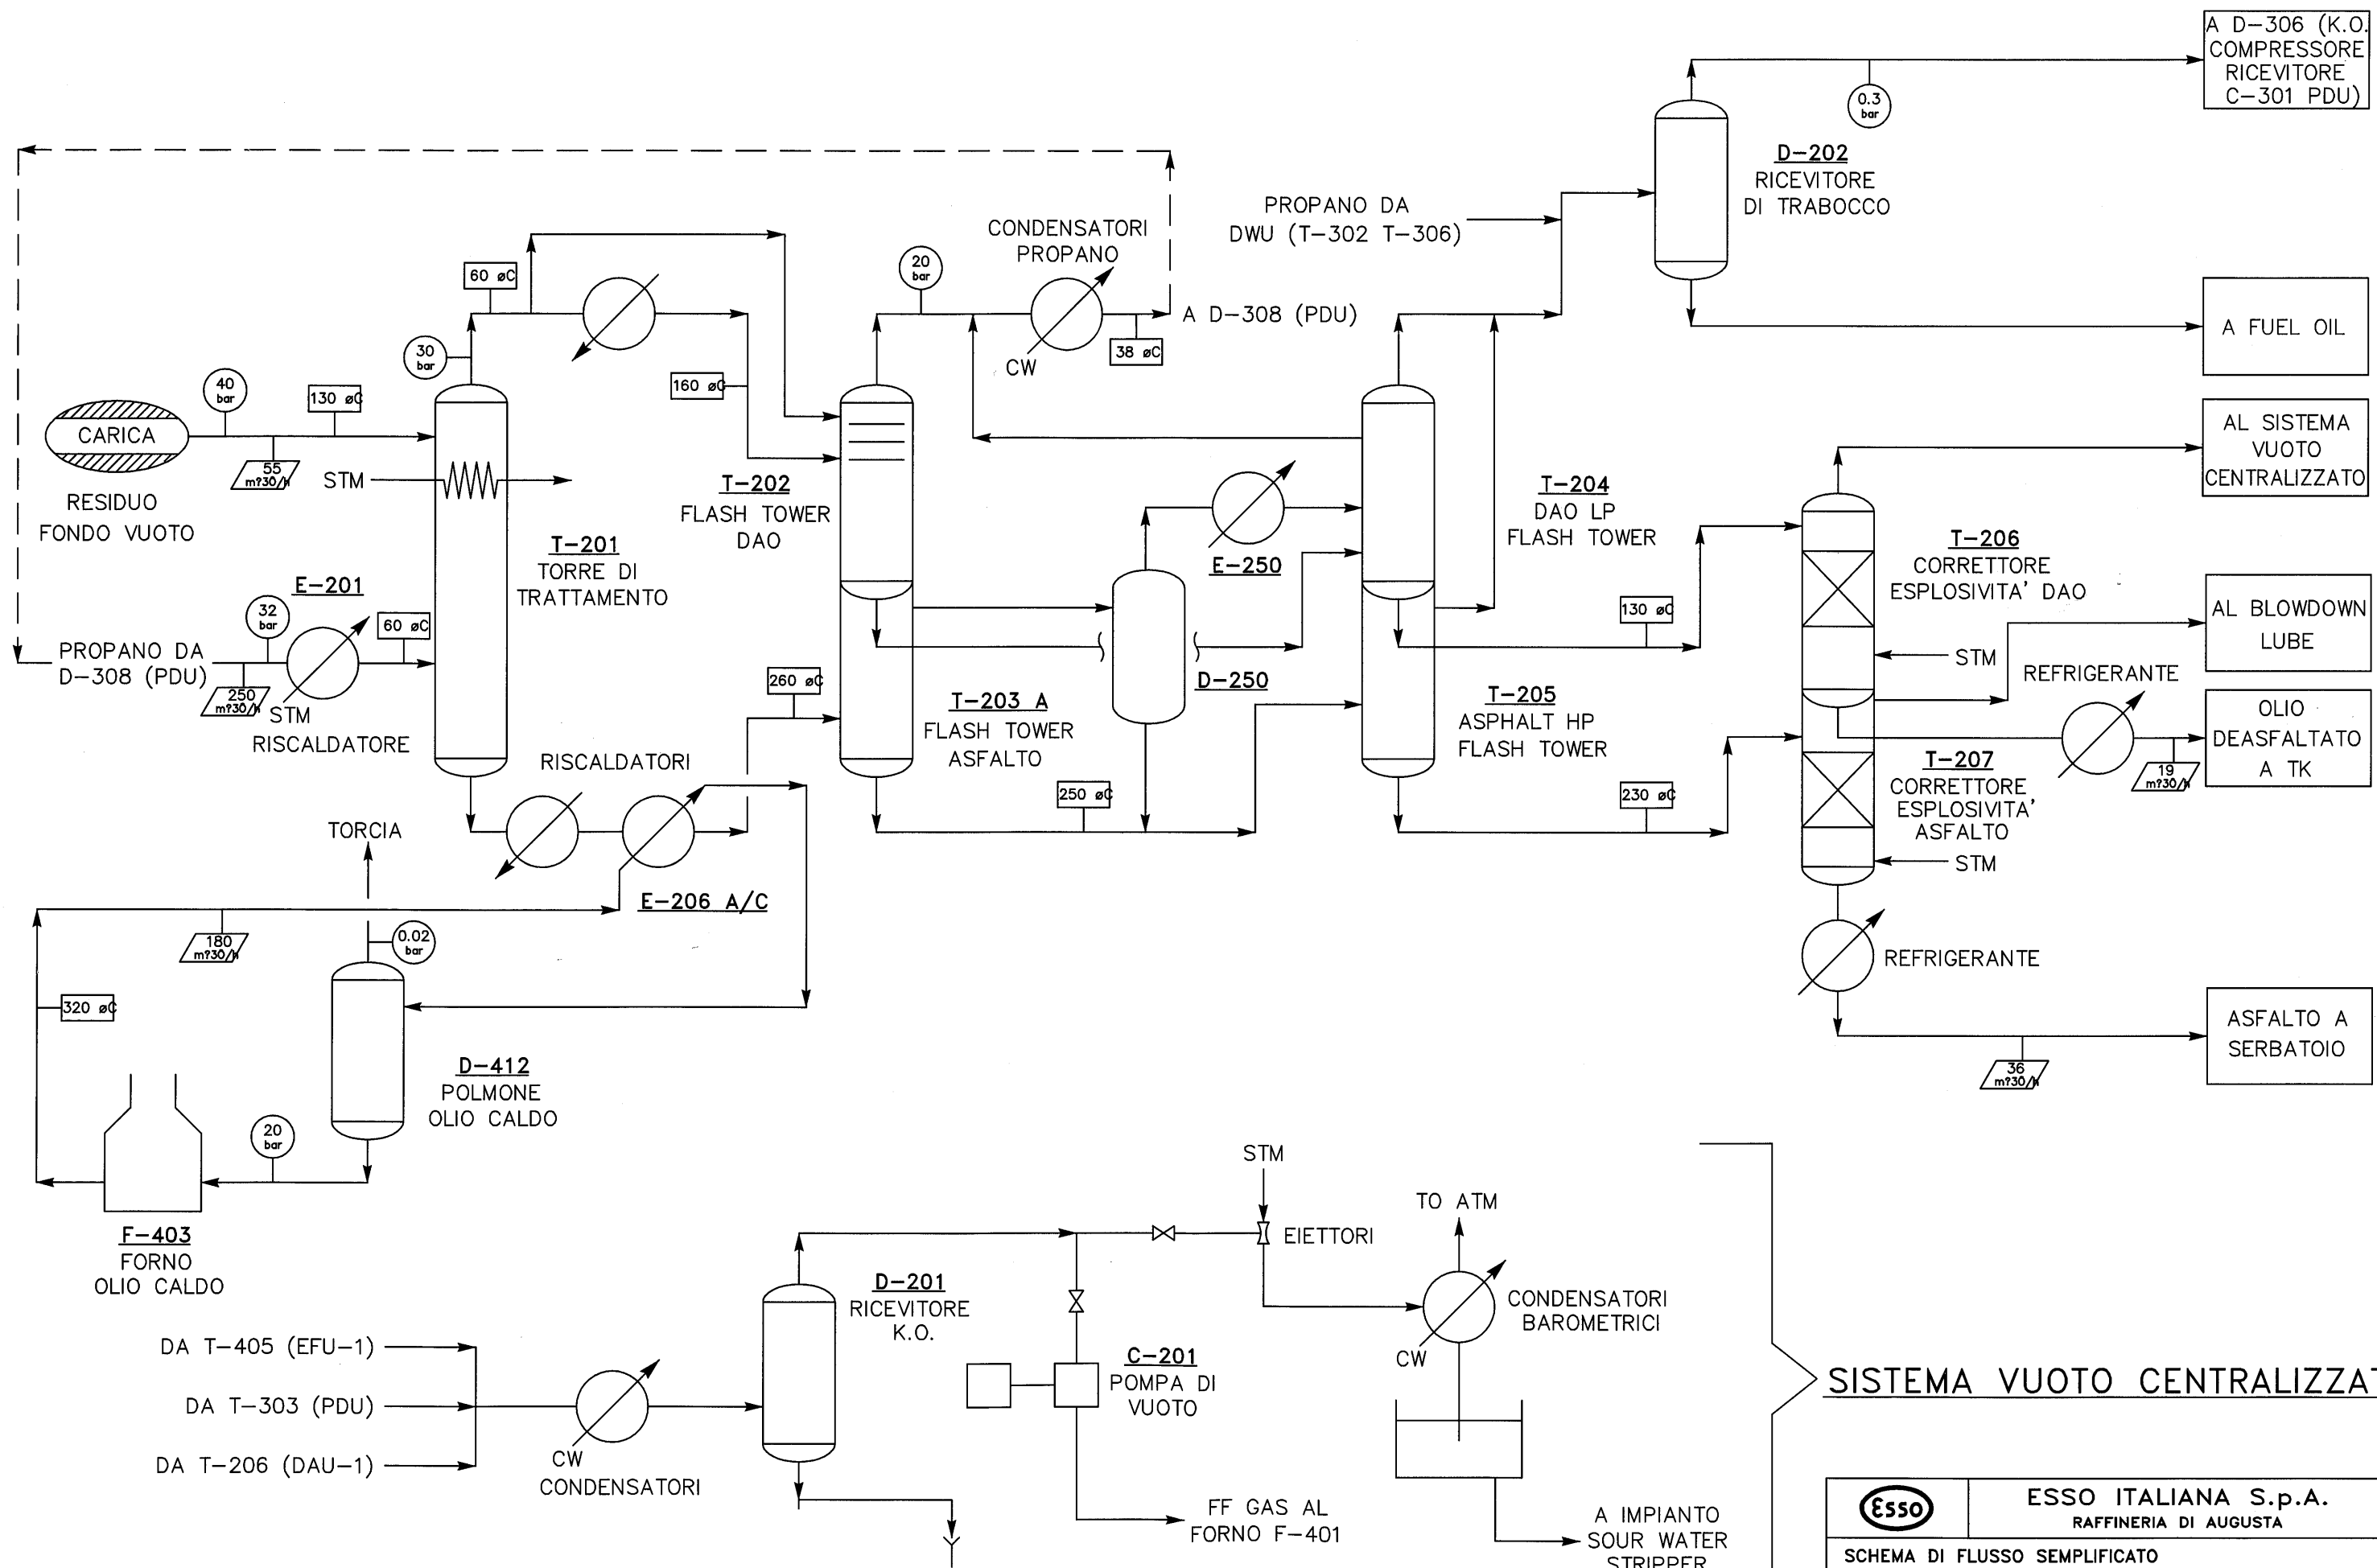 A D-306 (K.O.
COMPRESSORE
RICEVITORE
C-301 PDU)
0.3
bar
D-202
RICEVITORE
DI TRABOCCO
PROPANO DA
DWU (T-302 T-306)
CONDENSATORI
PROPANO
20
bar
60 øC
A D-308 (PDU)
38 øC
CW
A FUEL OIL
30
bar
160 øC
40
bar
130 øC
CARICA
55
m?30/h
RESIDUO
FONDO VUOTO
STM
T-202
FLASH TOWER
DAO
T-204
DAO LP
FLASH TOWER
AL SISTEMA
VUOTO
CENTRALIZZATO
T-201
TORRE DI
TRATTAMENTO
E-250
T-206
CORRETTORE
ESPLOSIVITA' DAO
E-201
32
bar
60 øC
130 øC
AL BLOWDOWN
LUBE
PROPANO DA
D-308 (PDU)
250
m?30/h
STM
RISCALDATORE
260 øC
D-250
STM
REFRIGERANTE
T-203 A
FLASH TOWER
ASFALTO
T-205
ASPHALT HP
FLASH TOWER
OLIO
DEASFALTATO
A TK
19
m?30/h
RISCALDATORI
250 øC
230 øC
T-207
CORRETTORE
ESPLOSIVITA'
ASFALTO
STM
TORCIA
E-206 A/C
180
m?30/h
0.02
bar
REFRIGERANTE
320 øC
ASFALTO A
SERBATOIO
36
m?30/h
D-412
POLMONE
OLIO CALDO
20
bar
F-403
FORNO
OLIO CALDO
STM
EIETTORI
TO ATM
D-201
RICEVITORE
K.O.
CONDENSATORI
BAROMETRICI
CW
DA T-405 (EFU-1)
DA T-303 (PDU)
DA T-206 (DAU-1)
CW
CONDENSATORI
C-201
POMPA DI
VUOTO
SISTEMA VUOTO CENTRALIZZAT
FF GAS AL
FORNO F-401
A IMPIANTO
SOUR WATER
STRIPPER
Esso
ESSO ITALIANA S.p.A.
RAFFINERIA DI AUGUSTA
SCHEMA DI FLUSSO SEMPLIFICATO